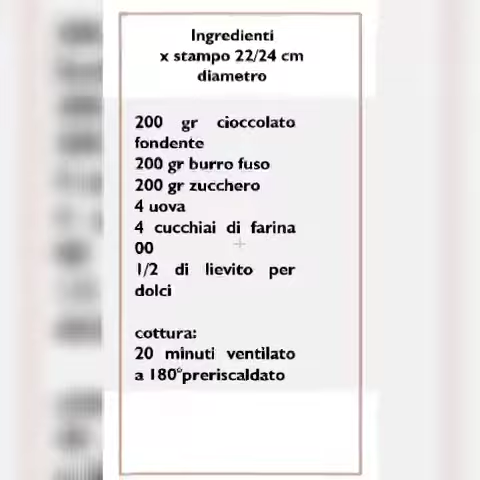 Ingredienti
x stampo 22/24 cm
diametro
200 gr cioccolato
fondente
200 gr burro fuso
200 gr zucchero
4 uova
4 cucchiai di farina
00
1/2 di lievito per
dolci
cottura:
20 minuti ventilato
a 180°preriscaldato